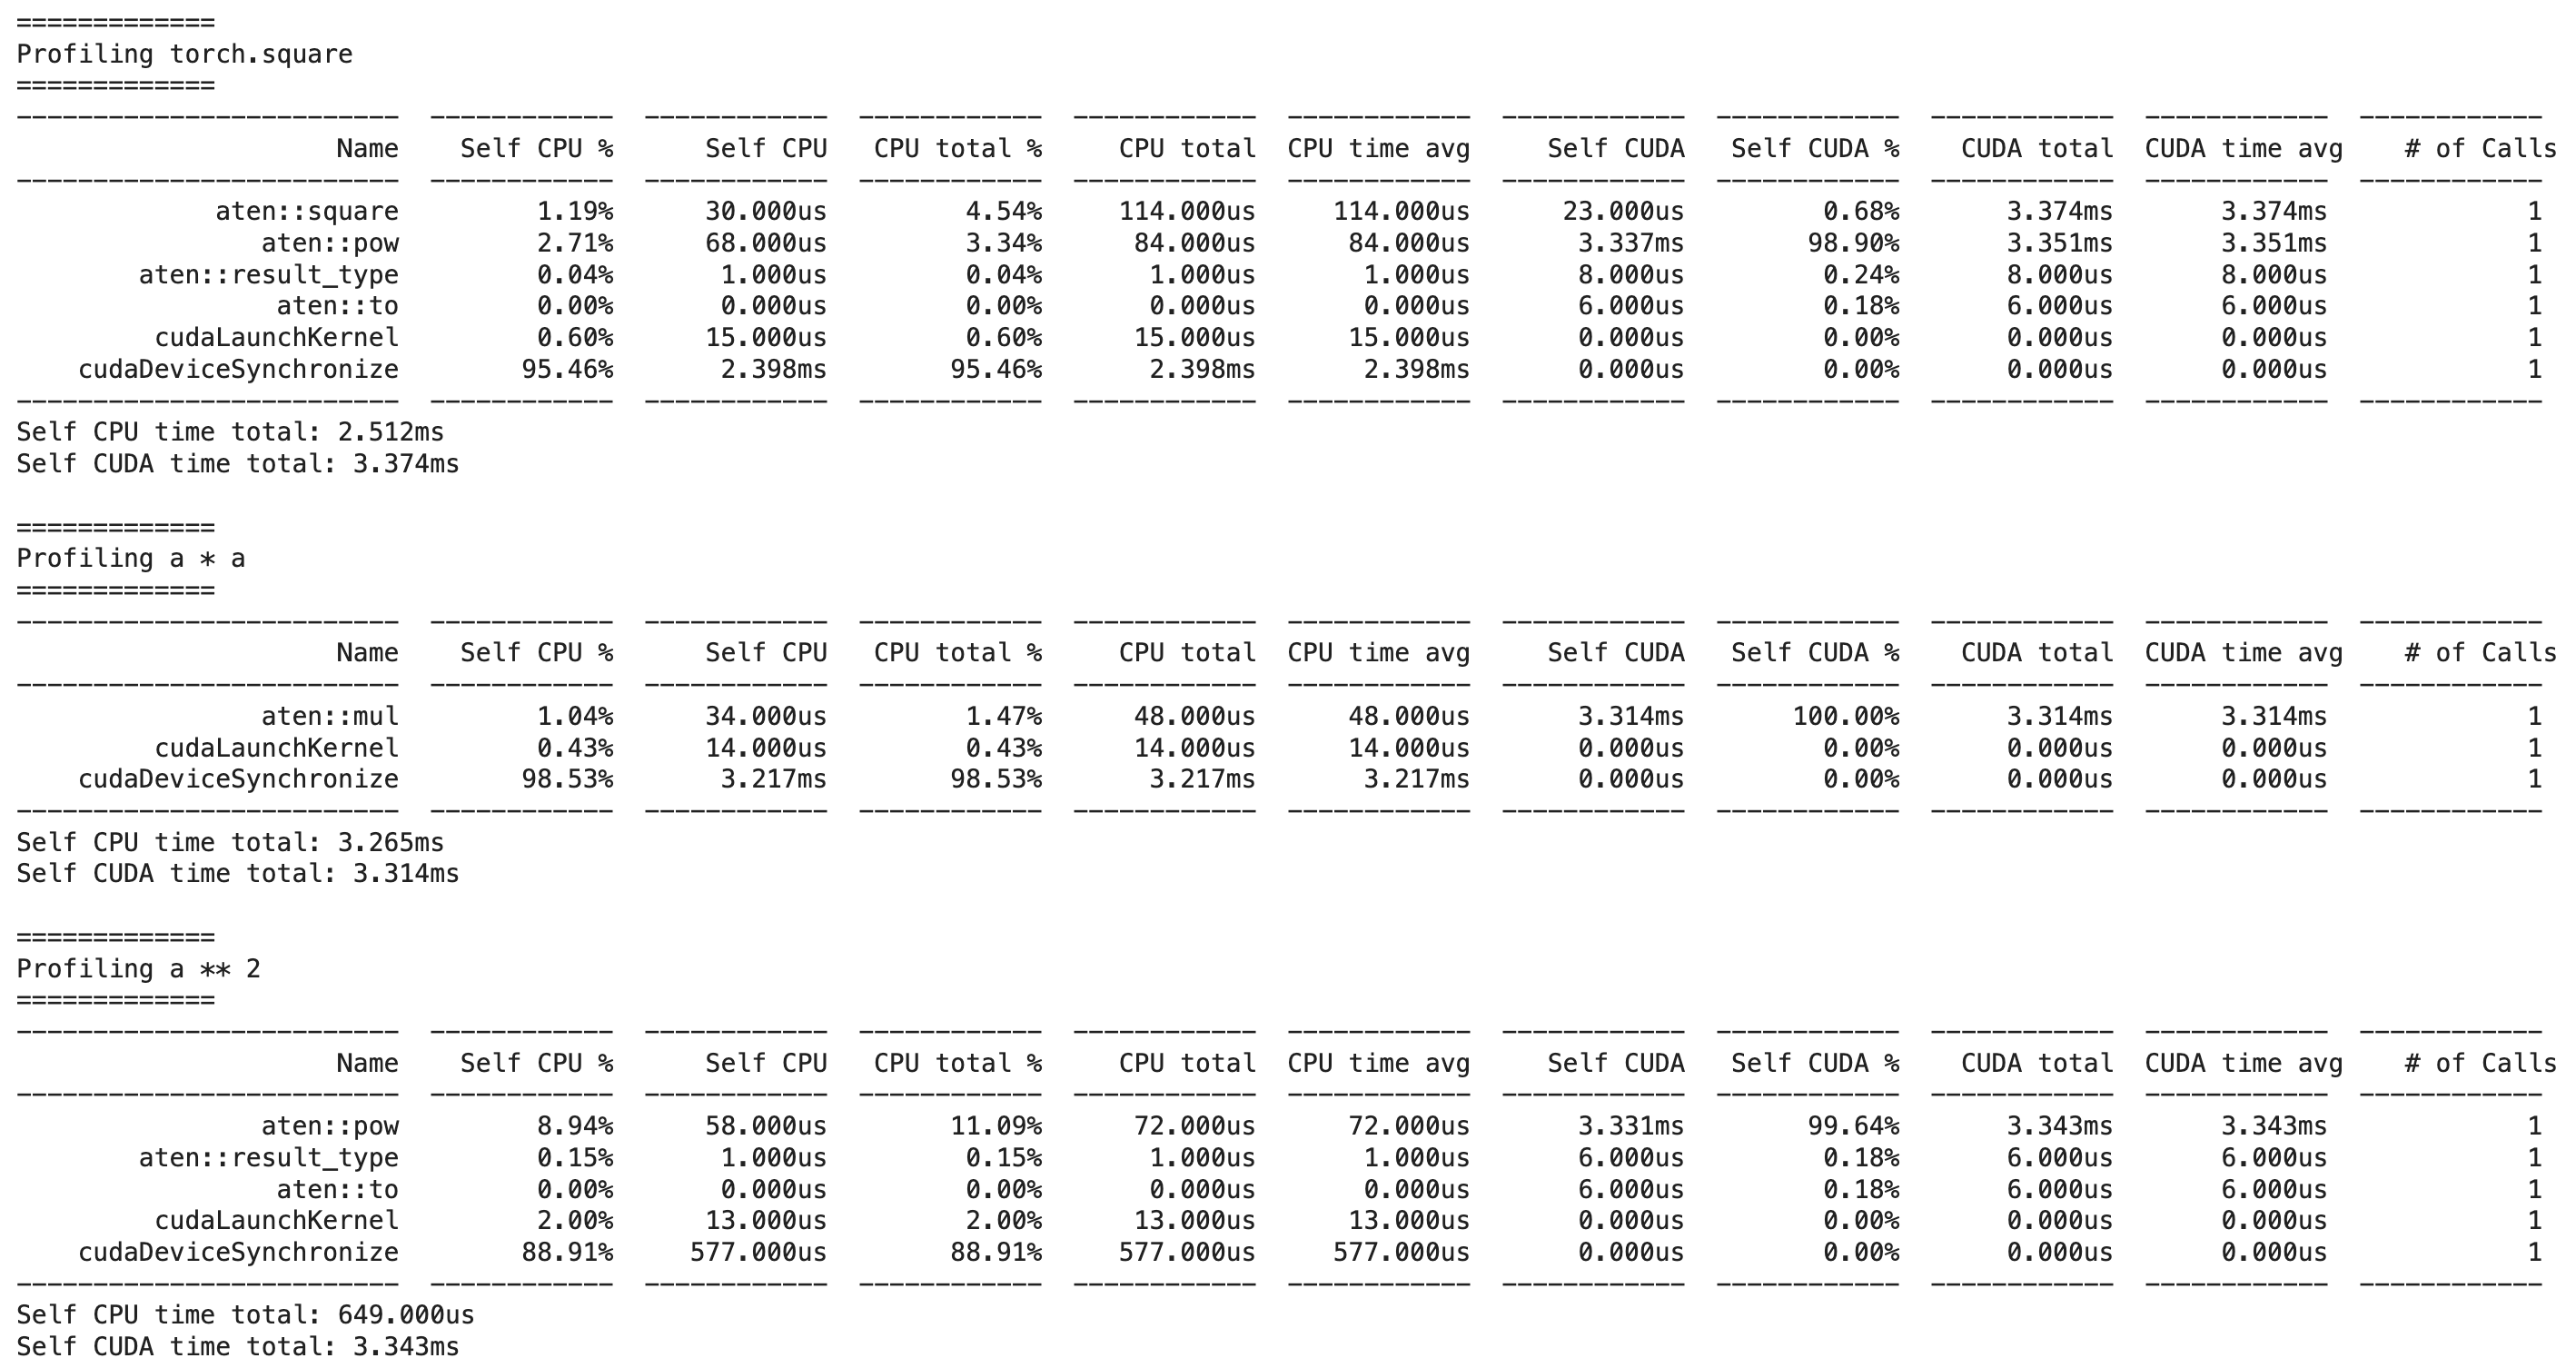 =============
Profiling torch.square
=============
-------------------------  ------------  ------------  ------------  ------------  ------------  ------------  ------------  ------------  ------------  ------------
Name  Self CPU %  Self CPU  CPU total %  CPU total  CPU time avg  Self CUDA  Self CUDA %  CUDA total  CUDA time avg  # of Calls
-------------------------  ------------  ------------  ------------  ------------  ------------  ------------  ------------  ------------  ------------  ------------
aten::square  1.19%  30.000us  4.54%  114.000us  114.000us  23.000us  0.68%  3.374ms  3.374ms  1
aten::pow  2.71%  68.000us  3.34%  84.000us  84.000us  3.337ms  98.90%  3.351ms  3.351ms  1
aten::result_type  0.04%  1.000us  0.04%  1.000us  1.000us  8.000us  0.24%  8.000us  8.000us  1
aten::to  0.00%  0.000us  0.00%  0.000us  0.000us  6.000us  0.18%  6.000us  6.000us  1
cudaLaunchKernel  0.60%  15.000us  0.60%  15.000us  15.000us  0.000us  0.00%  0.000us  0.000us  1
cudaDeviceSynchronize  95.46%  2.398ms  95.46%  2.398ms  2.398ms  0.000us  0.00%  0.000us  0.000us  1
-------------------------  ------------  ------------  ------------  ------------  ------------  ------------  ------------  ------------  ------------  ------------
Self CPU time total: 2.512ms
Self CUDA time total: 3.374ms
=============
Profiling a * a
=============
-------------------------  ------------  ------------  ------------  ------------  ------------  ------------  ------------  ------------  ------------  ------------
Name  Self CPU %  Self CPU  CPU total %  CPU total  CPU time avg  Self CUDA  Self CUDA %  CUDA total  CUDA time avg  # of Calls
-------------------------  ------------  ------------  ------------  ------------  ------------  ------------  ------------  ------------  ------------  ------------
aten::mul  1.04%  34.000us  1.47%  48.000us  48.000us  3.314ms  100.00%  3.314ms  3.314ms  1
cudaLaunchKernel  0.43%  14.000us  0.43%  14.000us  14.000us  0.000us  0.00%  0.000us  0.000us  1
cudaDeviceSynchronize  98.53%  3.217ms  98.53%  3.217ms  3.217ms  0.000us  0.00%  0.000us  0.000us  1
-------------------------  ------------  ------------  ------------  ------------  ------------  ------------  ------------  ------------  ------------  ------------
Self CPU time total: 3.265ms
Self CUDA time total: 3.314ms
=============
Profiling a ** 2
=============
-------------------------  ------------  ------------  ------------  ------------  ------------  ------------  ------------  ------------  ------------  ------------
Name  Self CPU %  Self CPU  CPU total %  CPU total  CPU time avg  Self CUDA  Self CUDA %  CUDA total  CUDA time avg  # of Calls
-------------------------  ------------  ------------  ------------  ------------  ------------  ------------  ------------  ------------  ------------  ------------
aten::pow  8.94%  58.000us  11.09%  72.000us  72.000us  3.331ms  99.64%  3.343ms  3.343ms  1
aten::result_type  0.15%  1.000us  0.15%  1.000us  1.000us  6.000us  0.18%  6.000us  6.000us  1
aten::to  0.00%  0.000us  0.00%  0.000us  0.000us  6.000us  0.18%  6.000us  6.000us  1
cudaLaunchKernel  2.00%  13.000us  2.00%  13.000us  13.000us  0.000us  0.00%  0.000us  0.000us  1
cudaDeviceSynchronize  88.91%  577.000us  88.91%  577.000us  577.000us  0.000us  0.00%  0.000us  0.000us  1
-------------------------  ------------  ------------  ------------  ------------  ------------  ------------  ------------  ------------  ------------  ------------
Self CPU time total: 649.000us
Self CUDA time total: 3.343ms